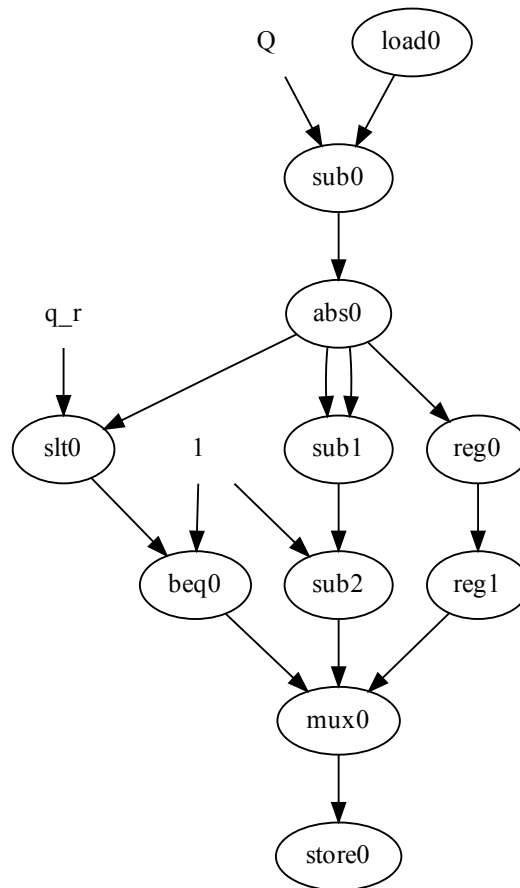 Q
load0
sub0
abs0
q_r
slt0
1
sub1
reg0
beq0
sub2
reg1
mux0
store0